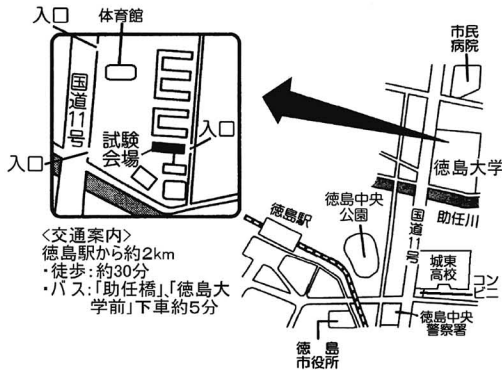 入口
体育館
国道11号
試験
会場
入口
入口
市民
病院
徳島大学
助任川
徳島中央
公園
徳島駅
国道11号
城東
高校
コン
ビニ
徳島中央
警察署
徳島
市役所
<交通案内>
徳島駅から約2km
・徒歩:約30分
・バス:「助任橋」、「徳島大
学前」下車約5分